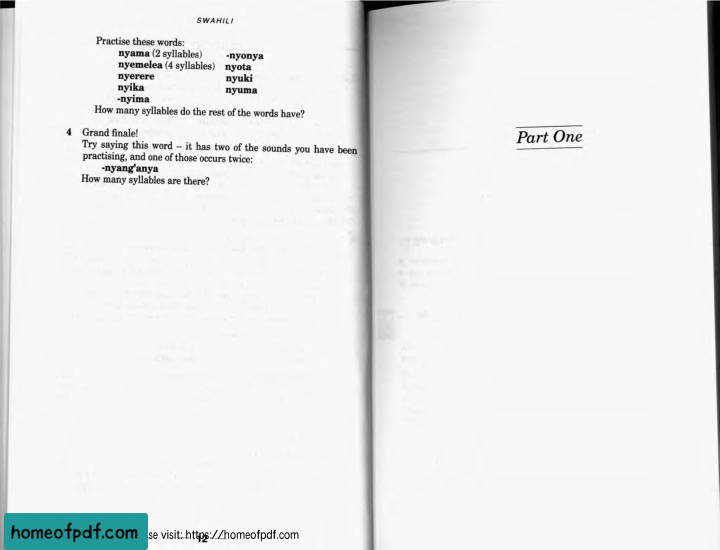 SWAHILI
Practise these words:
nyama (2 syllables) -nyonya
nyemelea (4 syllables) nyota
nyerere nyuki
nyika nyuma
-nyima
How many syllables do the rest of the words have?
4 Grand finale!
Try saying this word – it has two of the sounds you have been
practising, and one of those occurs twice:
-nyang'anya
How many syllables are there?
12
Part One
homeofpdf.com
se visit: https://homeofpdf.com